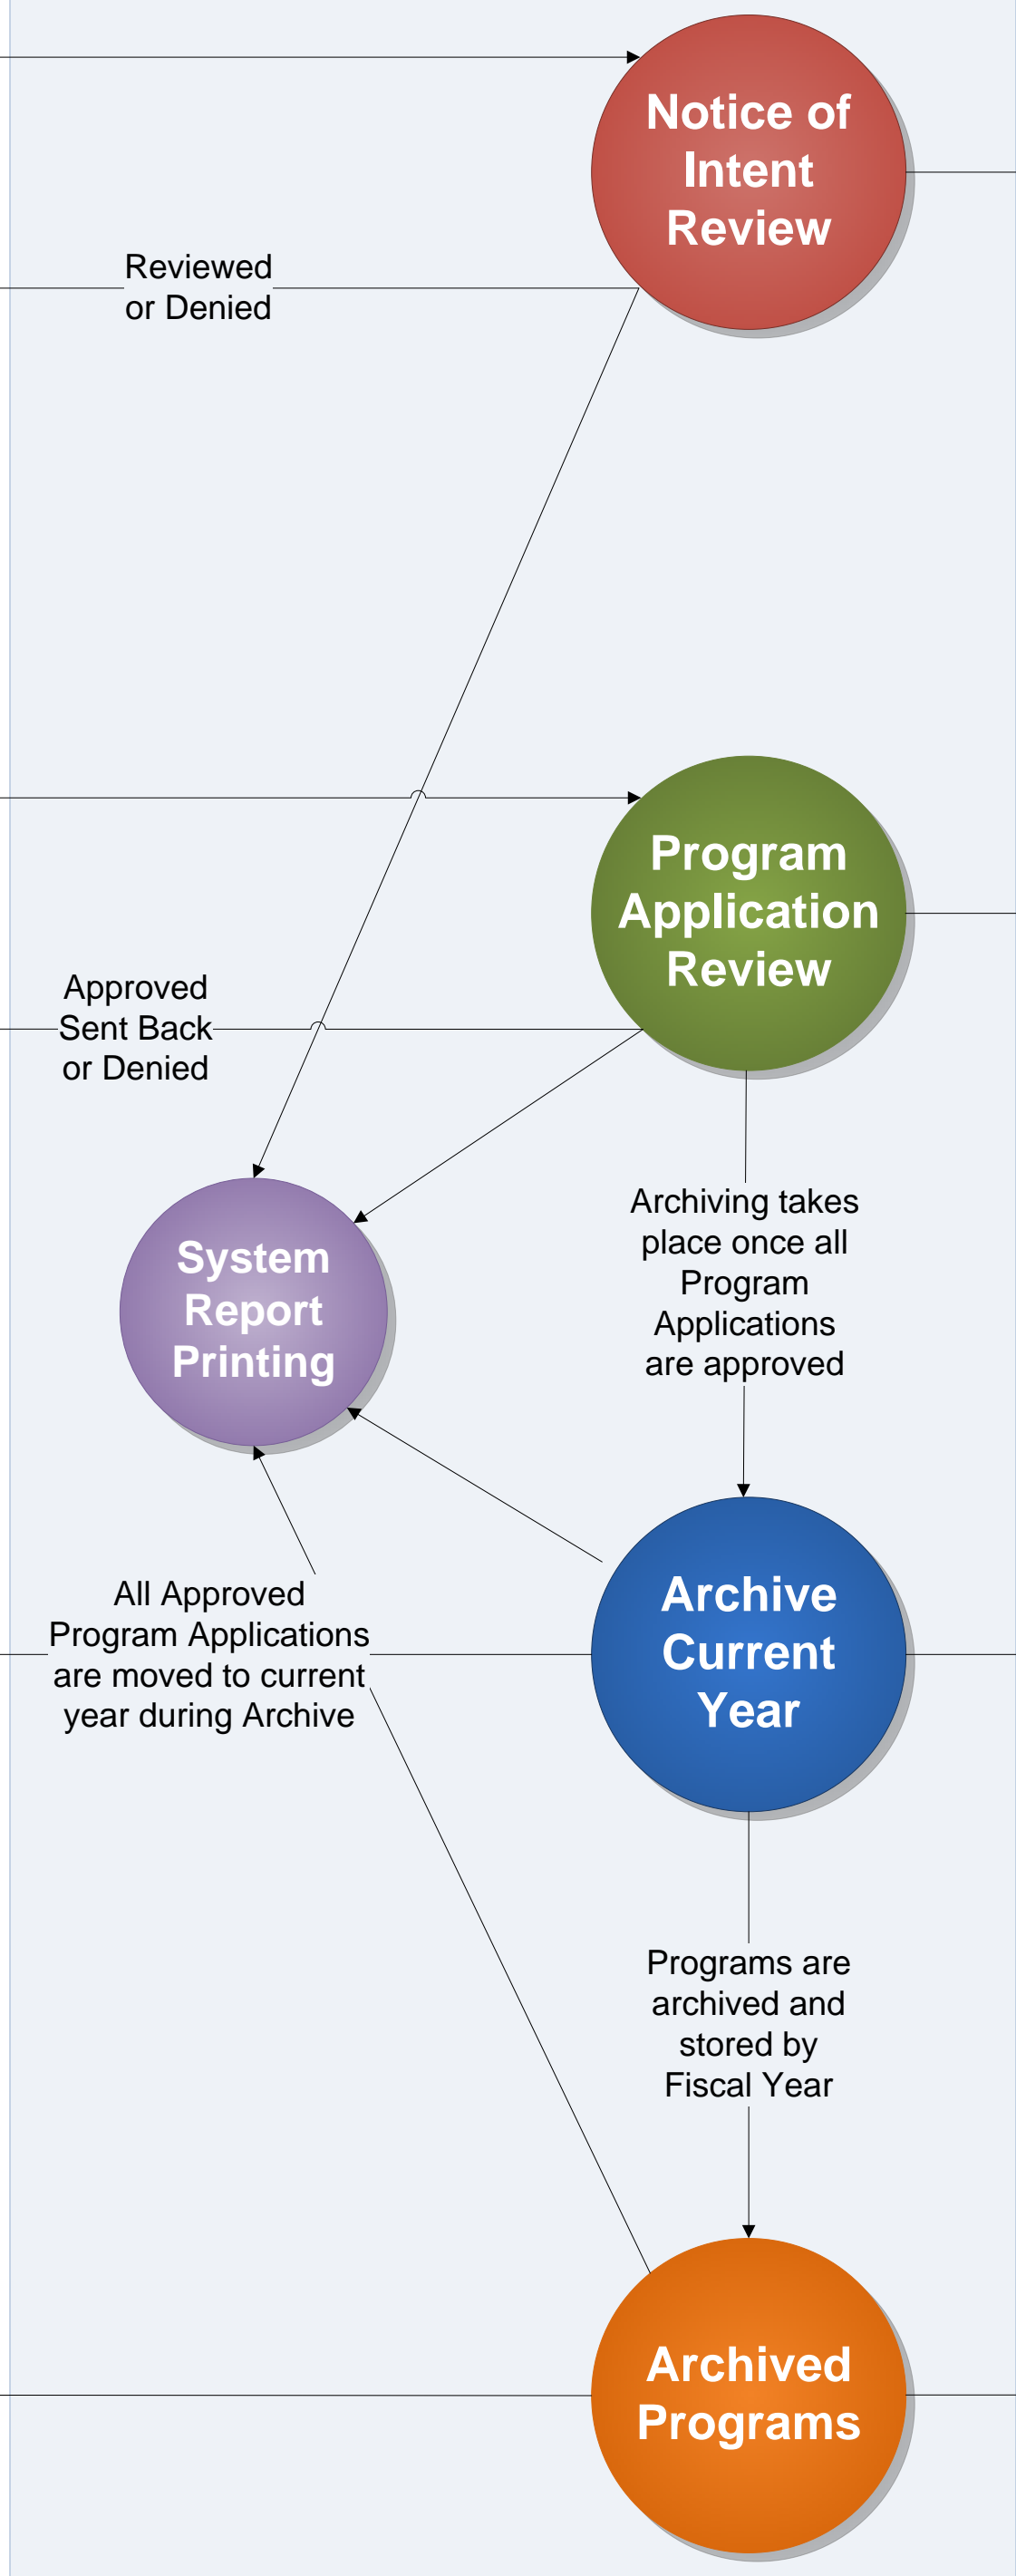 Notice of
Intent
Review
Reviewed
or Denied
Program
Application
Review
Approved
Sent Back
or Denied
System
Report
Printing
Archiving takes
place once all
Program
Applications
are approved
All Approved
Program Applications
are moved to current
year during Archive
Archive
Current
Year
Programs are
archived and
stored by
Fiscal Year
Archived
Programs